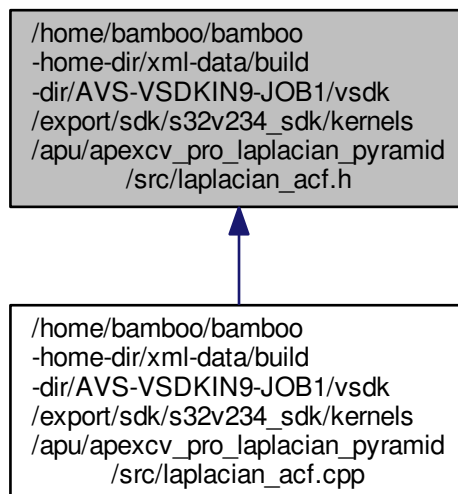 /home/bamboo/bamboo
-home-dir/xml-data/build
-dir/AVS-VSDKIN9-JOB1/vsdk
/export/sdk/s32v234_sdk/kernels
/apu/apexcv_pro_laplacian_pyramid
/src/laplacian_acf.h
/home/bamboo/bamboo
-home-dir/xml-data/build
-dir/AVS-VSDKIN9-JOB1/vsdk
/export/sdk/s32v234_sdk/kernels
/apu/apexcv_pro_laplacian_pyramid
/src/laplacian_acf.cpp